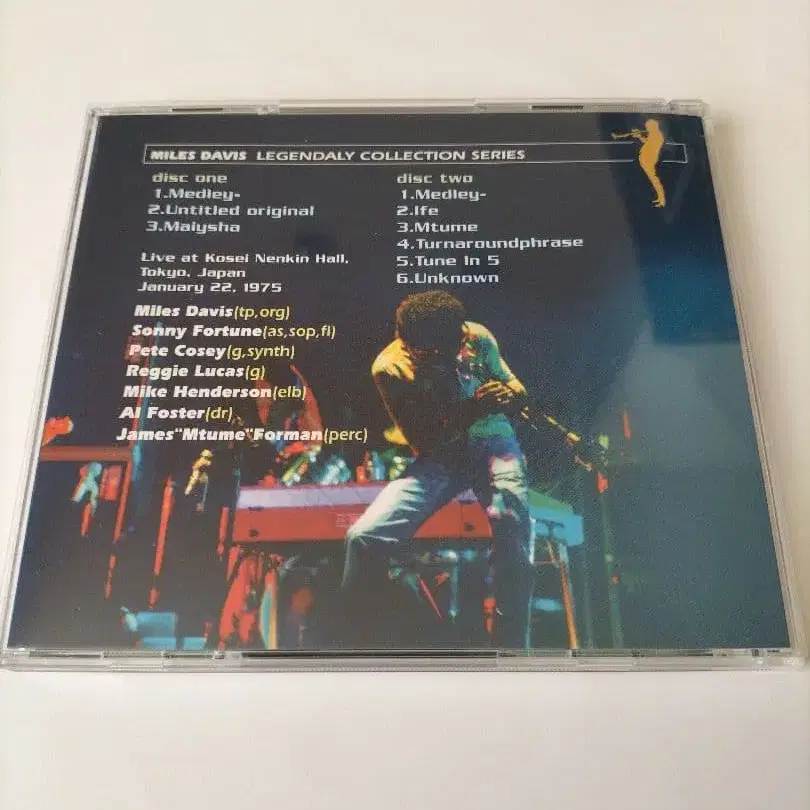 MILES DAVIS LEGENDALY COLLECTION SERIES
disc one
1.Medley-
2.Untitled original
3.Maiysha
Live at Kosei Nenkin Hall,
Tokyo, Japan
January 22, 1975
Miles Davis(tp,org)
Sonny Fortune(as,sop,fl)
Pete Cosey(g,synth)
Reggie Lucas(g)
Mike Henderson(elb)
Al Foster(dr)
James"Mtume"Forman(perc)
disc two
1.Medley-
2.Ife
3.Mtume
4.Turnaroundphrase
5.Tune In 5
6.Unknown